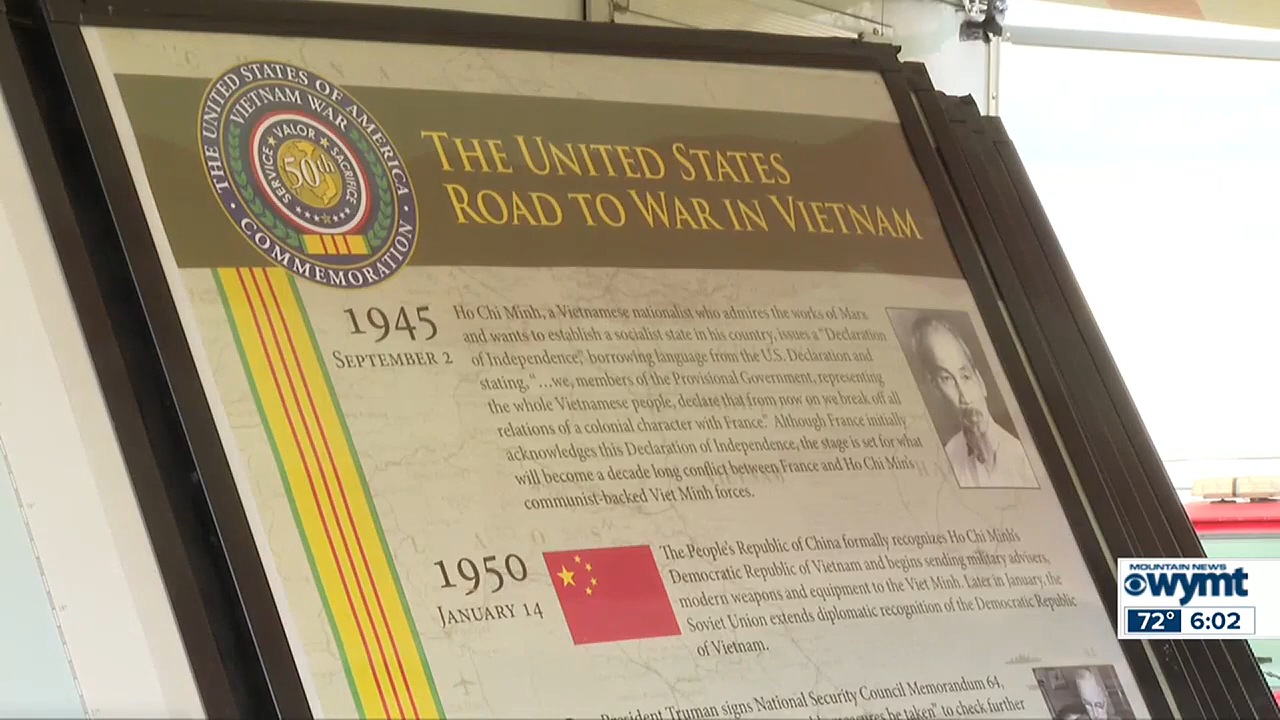 THE UNITED STATES OF AMERICA
VIETNAM WAR
VALOR
SERVICE
SACRIFICE
50th
COMMEMORATION
THE UNITED STATES
ROAD TO WAR IN VIETNAM
1945
SEPTEMBER 2
Ho Chi Minh, a Vietnamese nationalist who admires the works of Marx
and wants to establish a socialist state in his country, issues a “Declaration
of Independence,” borrowing language from the U.S. Declaration and
stating, “…we, members of the Provisional Government, representing
the whole Vietnamese people, declare that from now on we break off all
relations of a colonial character with France.” Although France initially
acknowledges this Declaration of Independence, the stage is set for what
will become a decade long conflict between France and Ho Chi Min's
communist-backed Viet Minh forces.
1950
JANUARY 14
The People's Republic of China formally recognizes Ho Chi Minh's
Democratic Republic of Vietnam and begins sending military advisers,
modern weapons and equipment to the Viet Minh. Later in January, the
Soviet Union extends diplomatic recognition of the Democratic Republic
of Vietnam.
President Truman signs National Security Council Memorandum 64,
measures be taken” to check further
MOUNTAIN NEWS
wymt
72° 6:02